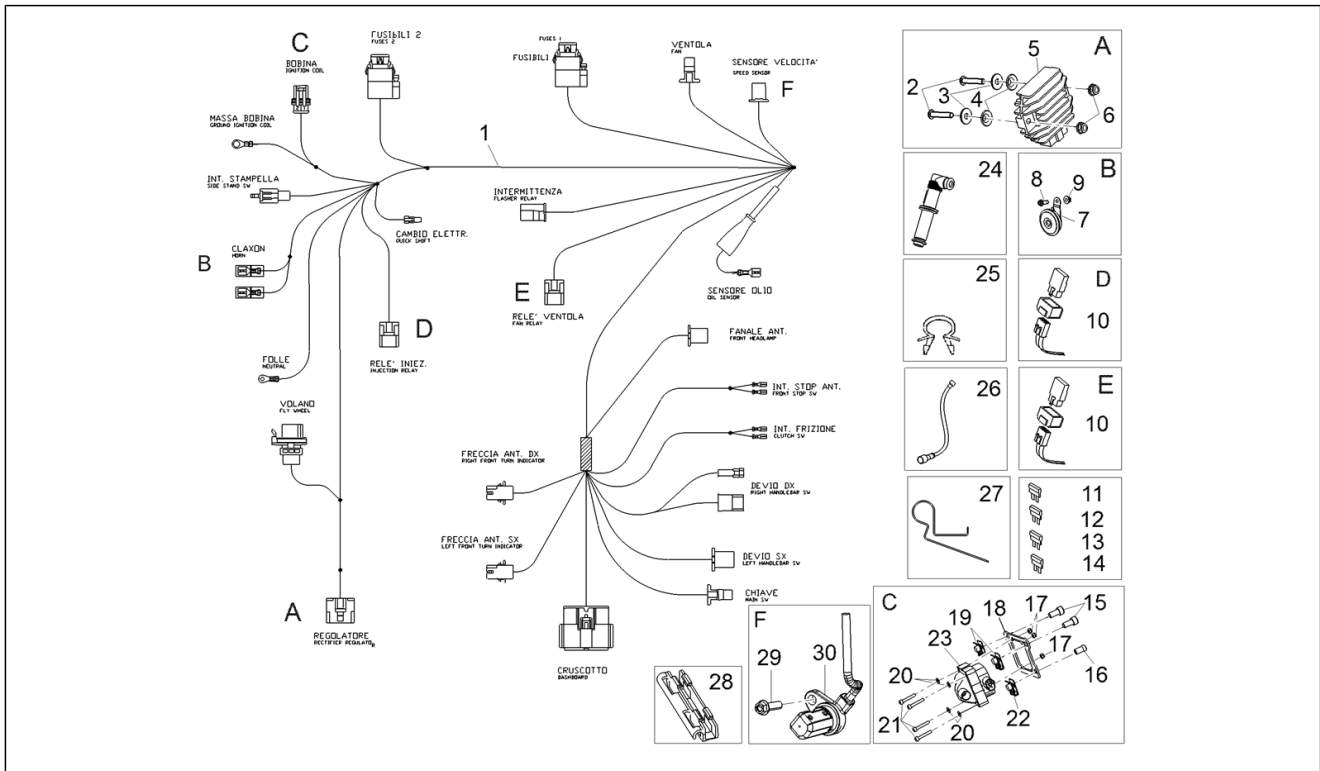 C
BOBINA
IGNITION COIL
FUSIBILI 2
FUSES 2
FUSES 1
FUSIBILI
VENTOLA
FAN
SENSORE VELOCITA'
SPEED SENSOR
F
MASSA BOBINA
GROUND IGNITION COIL
1
INT. STAMPELLA
SIDE STAND SW
INTERMITTENZA
FLASHER RELAY
CAMBIO ELETTR.
QUICK SHIFT
B
CLAXON
HORN
E
RELE' VENTOLA
FAN RELAY
SENSORE OLIO
OIL SENSOR
D
RELE' INIEZ.
INJECTION RELAY
FANALE ANT.
FRONT HEADLAMP
FOLLE
NEUTRAL
INT. STOP ANT.
FRONT STOP SW
VOLANO
FLY WHEEL
INT. FRIZIONE
CLUTCH SW
FRECCIA ANT. DX
RIGHT FRONT TURN INDICATOR
DEVIO DX
RIGHT HANDLEBAR SW
FRECCIA ANT. SX
LEFT FRONT TURN INDICATOR
DEVIO SX
LEFT HANDLEBAR SW
CHIAVE
MAIN SW
A
REGOLATORE
RECTIFIER REGULATOR
CRUSCOTTO
DASHBOARD
A
5
2
3
4
6
24
B
8
9
7
25
D
10
26
E
10
27
11
12
13
14
28
F
29
30
C
18
17
15
19
23
17
16
20
21
20
22